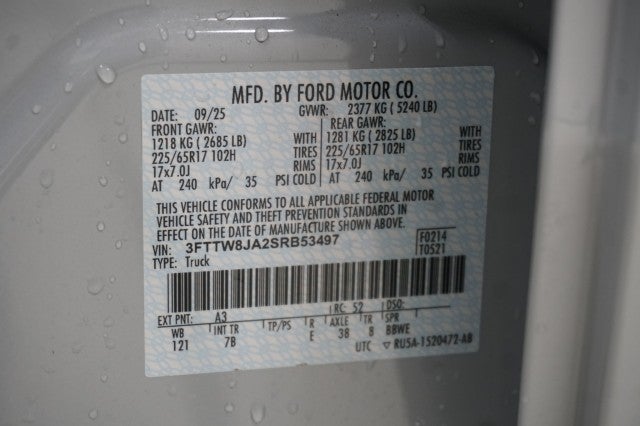 MFD. BY FORD MOTOR CO.
DATE: 09/25 GVWR: 2377 KG ( 5240 LB)
FRONT GAWR: REAR GAWR:
1218 KG ( 2685 LB) WITH 1281 KG ( 2825 LB) WITH
225/65R17 102H TIRES 225/65R17 102H TIRES
17x7.0J RIMS 17x7.0J RIMS
AT 240 kPa/ 35 PSI COLD AT 240 kPa/ 35 PSI COLD
THIS VEHICLE CONFORMS TO ALL APPLICABLE FEDERAL MOTOR
VEHICLE SAFETY AND THEFT PREVENTION STANDARDS IN
EFFECT ON THE DATE OF MANUFACTURE SHOWN ABOVE.
VIN: 3FTTW8JA2SRB53497 F0214
TYPE: Truck T0521
EXT PNT: A3 RC: 52 DSO:
WB INT TR TP/PS R AXLE TR SPR
121 7B E 38 8 BBWE
UTC ▽ RU5A-1520472-AB